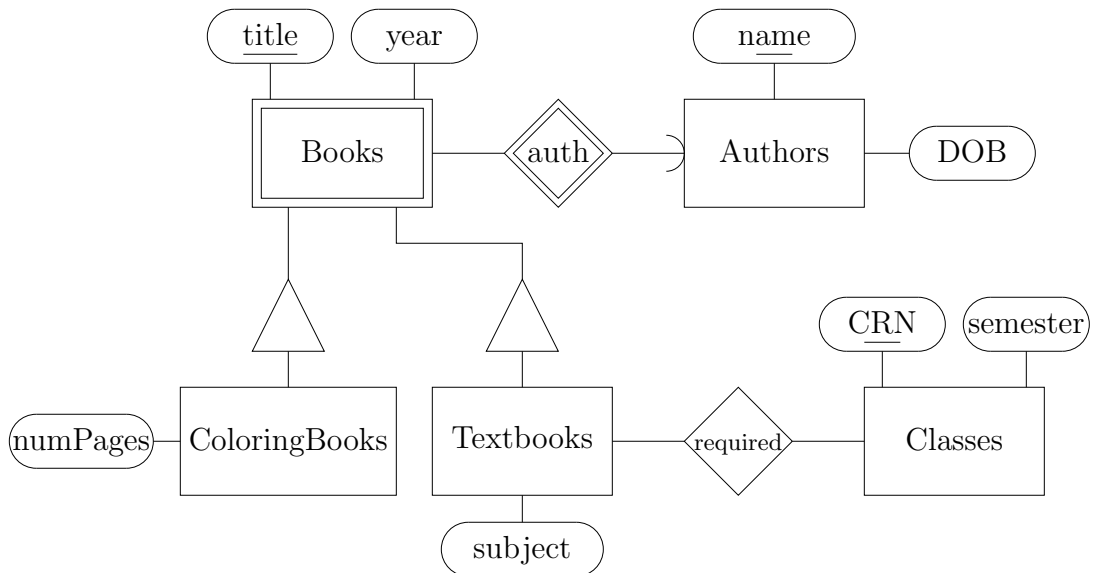 title
year
name
Books
auth
Authors
DOB
CRN
semester
numPages
ColoringBooks
Textbooks
required
Classes
subject